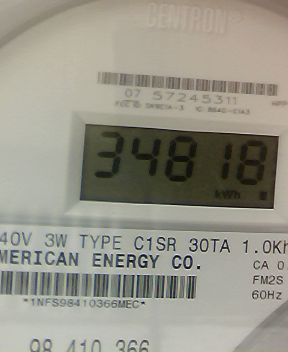 CENTRON
07 57245311
34818
kWh
40V 3W TYPE C1SR 30TA 1.0Kh
MERICAN ENERGY CO.
CA 0.
FM2S
60Hz
*1NFS98410366MEC*
98 410 366